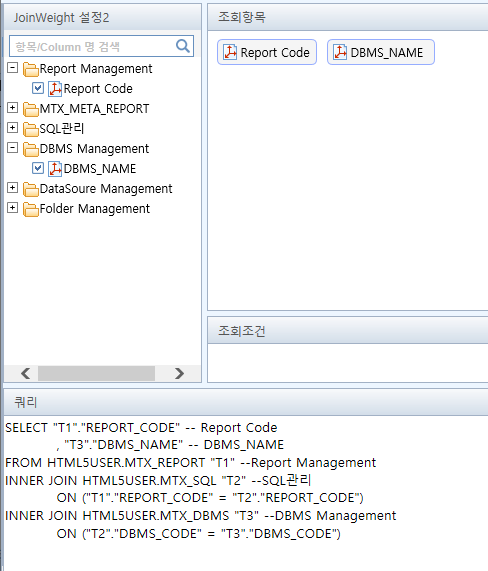 JoinWeight 설정2
항목/Column 명 검색
Report Management
Report Code
MTX_META_REPORT
SQL관리
DBMS Management
DBMS_NAME
DataSoure Management
Folder Management
조회항목
Report Code
DBMS_NAME
조회조건
쿼리
SELECT "T1"."REPORT_CODE" -- Report Code
, "T3"."DBMS_NAME" -- DBMS_NAME
FROM HTML5USER.MTX_REPORT "T1" --Report Management
INNER JOIN HTML5USER.MTX_SQL "T2" --SQL관리
ON ("T1"."REPORT_CODE" = "T2"."REPORT_CODE")
INNER JOIN HTML5USER.MTX_DBMS "T3" --DBMS Management
ON ("T2"."DBMS_CODE" = "T3"."DBMS_CODE")